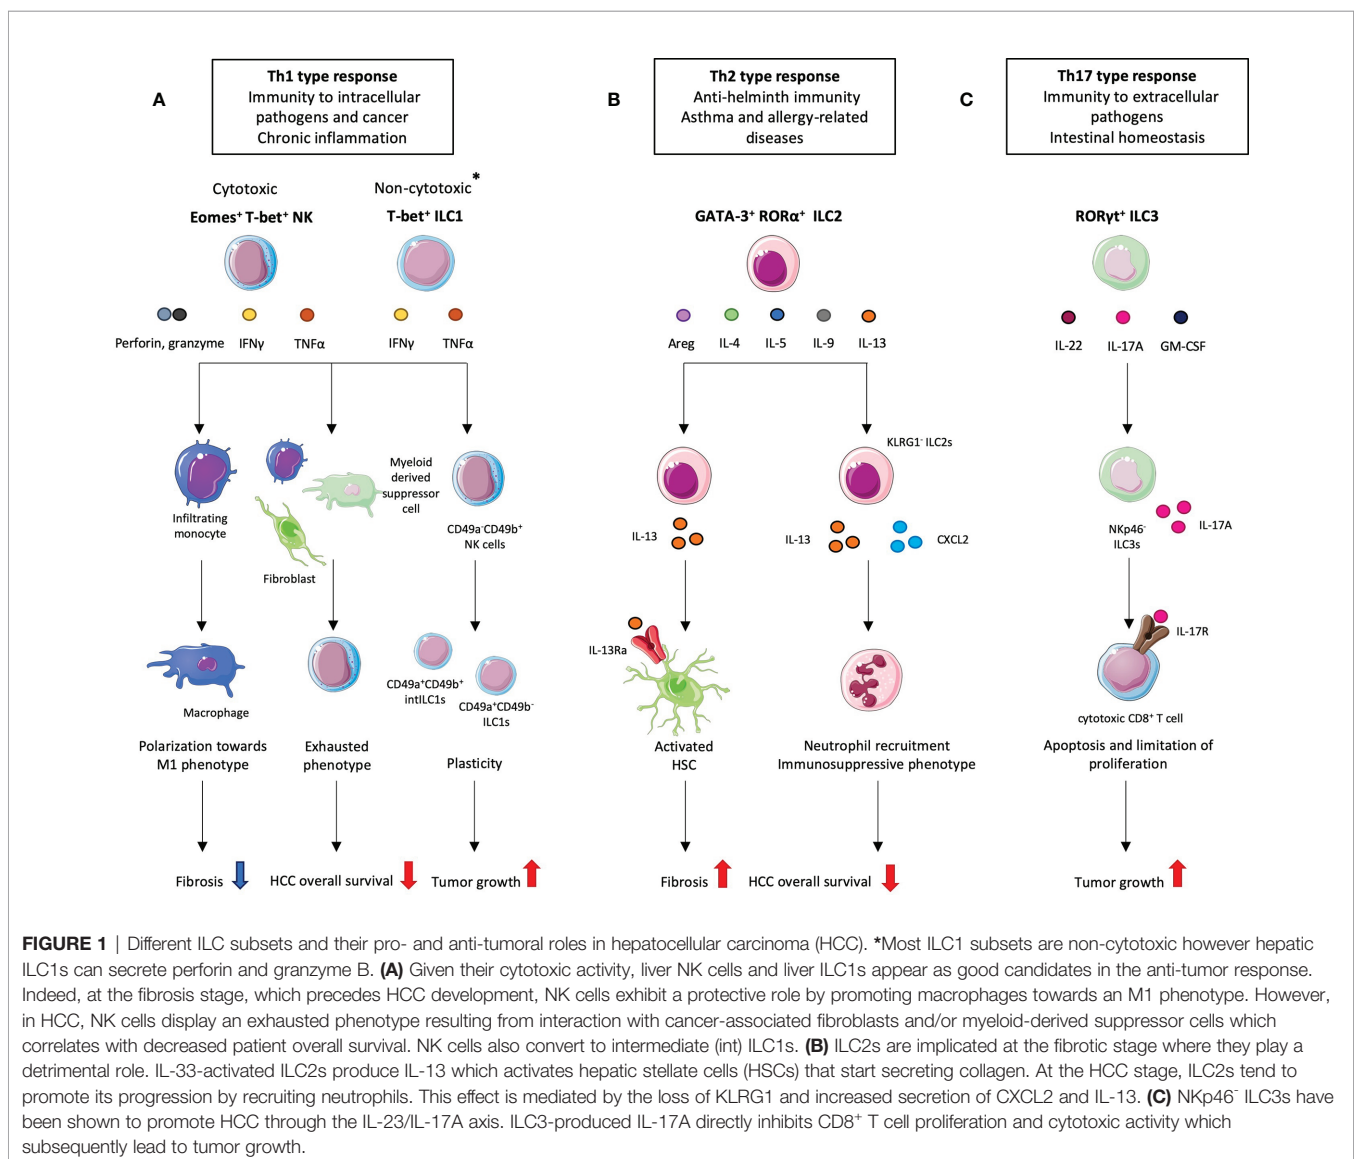 A
Th1 type response
Immunity to intracellular
pathogens and cancer
Chronic inflammation
Cytotoxic
Eomes⁺ T-bet⁺ NK
Non-cytotoxic*
T-bet⁺ ILC1
Perforin, granzyme
IFNγ
TNFα
IFNγ
TNFα
Infiltrating
monocyte
Myeloid
derived
suppressor
cell
Fibroblast
CD49a⁻CD49b⁺
NK cells
Macrophage
CD49a⁺CD49b⁺
intILC1s
CD49a⁺CD49b⁻
ILC1s
Polarization towards
M1 phenotype
Exhausted
phenotype
Plasticity
Fibrosis
HCC overall survival
Tumor growth
B
Th2 type response
Anti-helminth immunity
Asthma and allergy-related
diseases
GATA-3⁺ RORα⁺ ILC2
Areg
IL-4
IL-5
IL-9
IL-13
KLRG1⁻ ILC2s
IL-13
IL-13
CXCL2
IL-13Ra
Activated
HSC
Neutrophil recruitment
Immunosuppressive phenotype
Fibrosis
HCC overall survival
C
Th17 type response
Immunity to extracellular
pathogens
Intestinal homeostasis
RORγt⁺ ILC3
IL-22
IL-17A
GM-CSF
NKp46⁻
ILC3s
IL-17A
IL-17R
cytotoxic CD8⁺ T cell
Apoptosis and limitation of
proliferation
Tumor growth
FIGURE 1 | Different ILC subsets and their pro- and anti-tumoral roles in hepatocellular carcinoma (HCC). *Most ILC1 subsets are non-cytotoxic however hepatic
ILC1s can secrete perforin and granzyme B. (A) Given their cytotoxic activity, liver NK cells and liver ILC1s appear as good candidates in the anti-tumor response.
Indeed, at the fibrosis stage, which precedes HCC development, NK cells exhibit a protective role by promoting macrophages towards an M1 phenotype. However,
in HCC, NK cells display an exhausted phenotype resulting from interaction with cancer-associated fibroblasts and/or myeloid-derived suppressor cells which
correlates with decreased patient overall survival. NK cells also convert to intermediate (int) ILC1s. (B) ILC2s are implicated at the fibrotic stage where they play a
detrimental role. IL-33-activated ILC2s produce IL-13 which activates hepatic stellate cells (HSCs) that start secreting collagen. At the HCC stage, ILC2s tend to
promote its progression by recruiting neutrophils. This effect is mediated by the loss of KLRG1 and increased secretion of CXCL2 and IL-13. (C) NKp46⁻ ILC3s have
been shown to promote HCC through the IL-23/IL-17A axis. ILC3-produced IL-17A directly inhibits CD8⁺ T cell proliferation and cytotoxic activity which
subsequently lead to tumor growth.